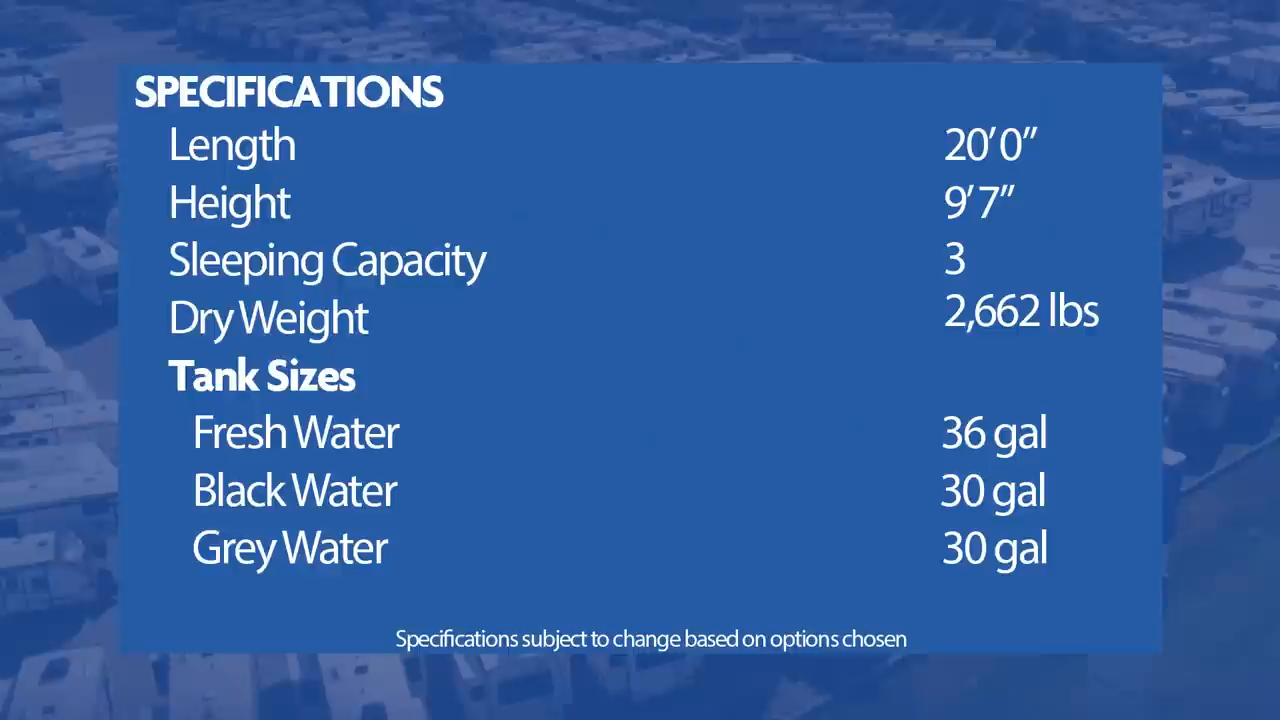 SPECIFICATIONS
Length 20’0”
Height 9’7”
Sleeping Capacity 3
Dry Weight 2,662 lbs
Tank Sizes
Fresh Water 36 gal
Black Water 30 gal
Grey Water 30 gal
Specifications subject to change based on options chosen